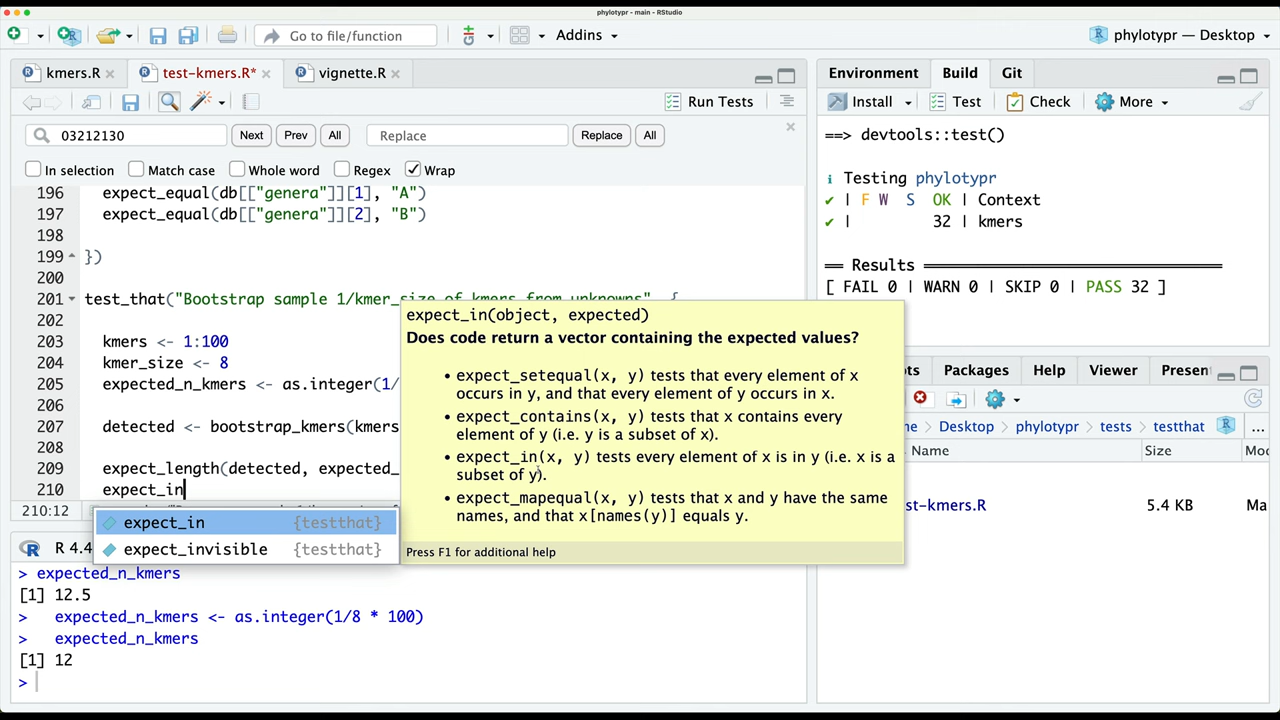 phylotypr - main - RStudio
Go to file/function
Addins
phylotypr — Desktop
kmers.R
test-kmers.R*
vignette.R
Run Tests
03212130
Next
Prev
All
Replace
Replace
All
In selection
Match case
Whole word
Regex
Wrap
196 expect_equal(db[["genera"]][1], "A")
197 expect_equal(db[["genera"]][2], "B")
198
199 })
200
201 test_that("Bootstrap sample 1/kmer_size of kmers from unknowns", {
202
203 kmers <- 1:100
204 kmer_size <- 8
205 expected_n_kmers <- as.integer(1/
206
207 detected <- bootstrap_kmers(kmers
208
209 expect_length(detected, expected_
210 expect_in
210:12
expect_in {testthat}
expect_invisible {testthat}
expect_in(object, expected)
Does code return a vector containing the expected values?
• expect_setequal(x, y) tests that every element of x
occurs in y, and that every element of y occurs in x.
• expect_contains(x, y) tests that x contains every
element of y (i.e. y is a subset of x).
• expect_in(x, y) tests every element of x is in y (i.e. x is a
subset of y).
• expect_mapequal(x, y) tests that x and y have the same
names, and that x[names(y)] equals y.
Press F1 for additional help
R 4.4
> expected_n_kmers
[1] 12.5
> expected_n_kmers <- as.integer(1/8 * 100)
> expected_n_kmers
[1] 12
>
Environment
Build
Git
Install
Test
Check
More
==> devtools::test()
ℹ Testing phylotypr
✔ | F W S OK | Context
✔ | 32 | kmers
══ Results ══
[ FAIL 0 | WARN 0 | SKIP 0 | PASS 32 ]
Packages
Help
Viewer
Presen
Desktop
phylotypr
tests
testthat
...
Name
Size
Mo
st-kmers.R
5.4 KB
Ma